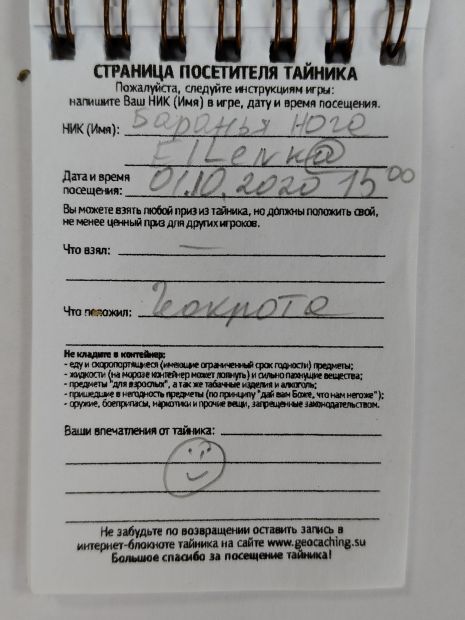 СТРАНИЦА ПОСЕТИТЕЛЯ ТАЙНИКА
Пожалуйста, следуйте инструкциям игры:
напишите Ваш НИК (Имя) в игре, дату и время посещения.
НИК (Имя): Баранья нога
ELLenk@
Дата и время
посещения: 01.10.2020 15 00
Вы можете взять любой приз из тайника, но должны положить свой,
не менее ценный приз для других игроков.
Что взял: —
Что положил: Геокрота
Не кладите в контейнер:
- еду и скоропортящиеся (имеющие ограниченный срок годности) предметы;
- жидкости (на морозе контейнер может лопнуть) и сильно пахнущие вещества;
- предметы "для взрослых", а так же табачные изделия и алкоголь;
- пришедшие в негодность предметы (по принципу "дай вам Боже, что нам негоже");
- оружие, боеприпасы, наркотики и прочие вещи, запрещенные законодательством.
Ваши впечатления от тайника:
Не забудьте по возвращении оставить запись в
интернет-блокноте тайника на сайте www.geocaching.su
Большое спасибо за посещение тайника!